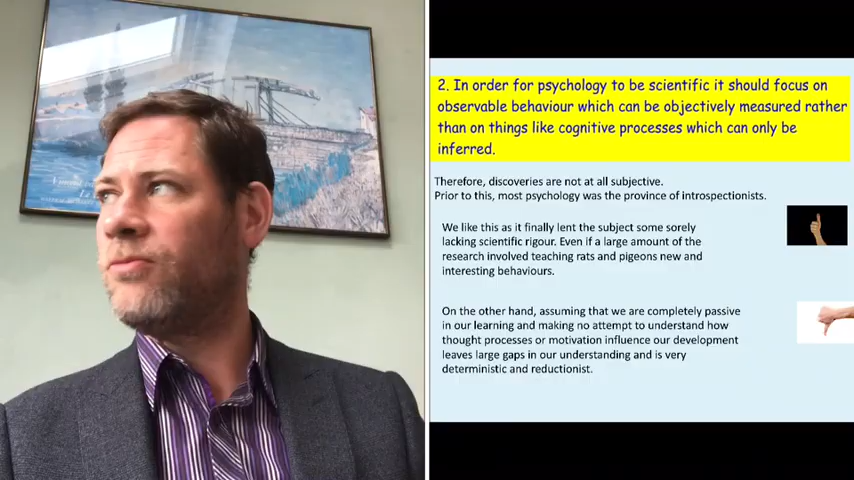 2. In order for psychology to be scientific it should focus on
observable behaviour which can be objectively measured rather
than on things like cognitive processes which can only be
inferred.
Therefore, discoveries are not at all subjective.
Prior to this, most psychology was the province of introspectionists.
We like this as it finally lent the subject some sorely
lacking scientific rigour. Even if a large amount of the
research involved teaching rats and pigeons new and
interesting behaviours.
On the other hand, assuming that we are completely passive
in our learning and making no attempt to understand how
thought processes or motivation influence our development
leaves large gaps in our understanding and is very
deterministic and reductionist.